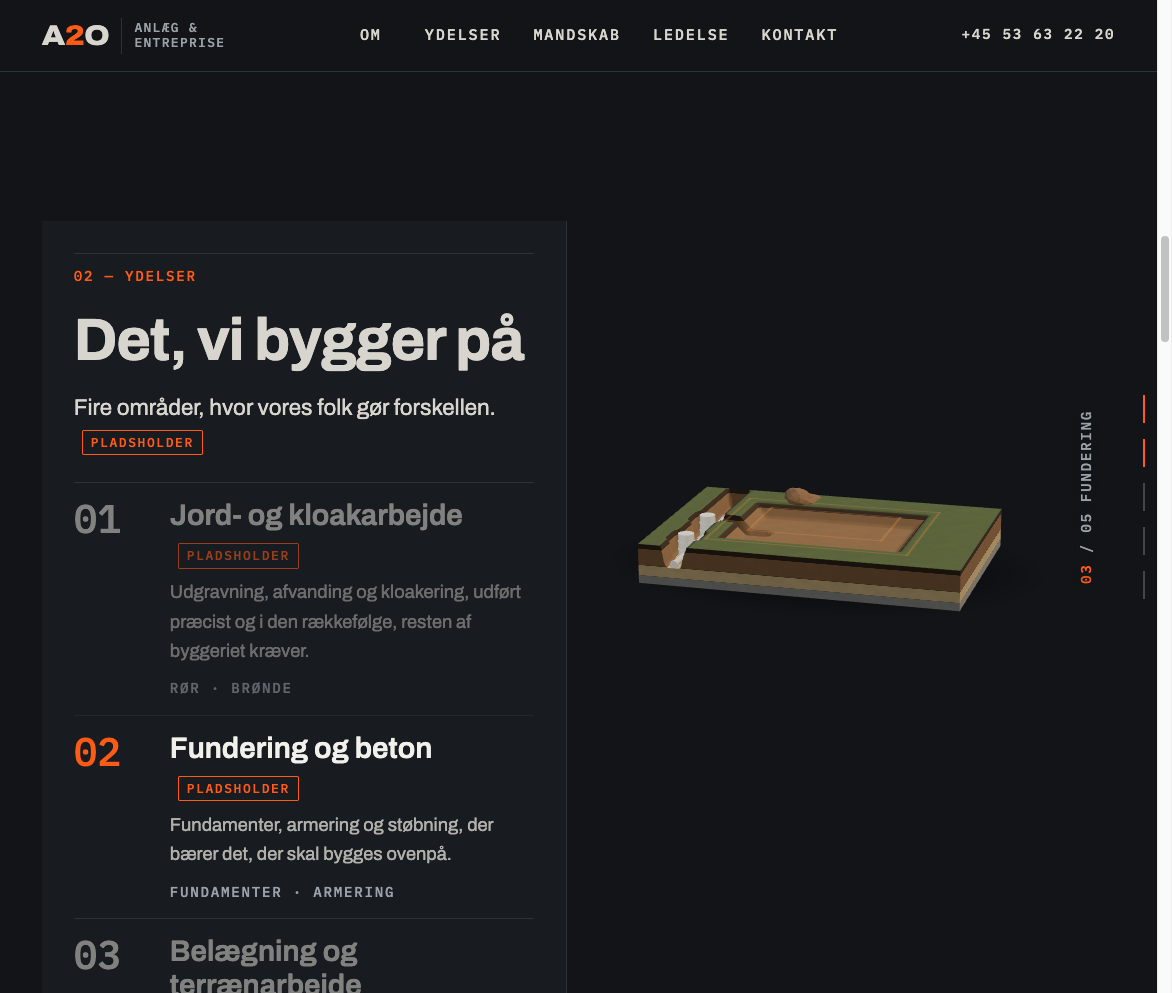 A2O
ANLÆG &
ENTREPRISE
OM
YDELSER
MANDSKAB
LEDELSE
KONTAKT
+45 53 63 22 20
02 — YDELSER
Det, vi bygger på
Fire områder, hvor vores folk gør forskellen.
PLADSHOLDER
01
Jord- og kloakarbejde
PLADSHOLDER
Udgravning, afvanding og kloakering, udført
præcist og i den rækkefølge, resten af
byggeriet kræver.
RØR · BRØNDE
02
Fundering og beton
PLADSHOLDER
Fundamenter, armering og støbning, der
bærer det, der skal bygges ovenpå.
FUNDAMENTER · ARMERING
03
Belægning og
terrænarbejde
03 / 05 FUNDERING